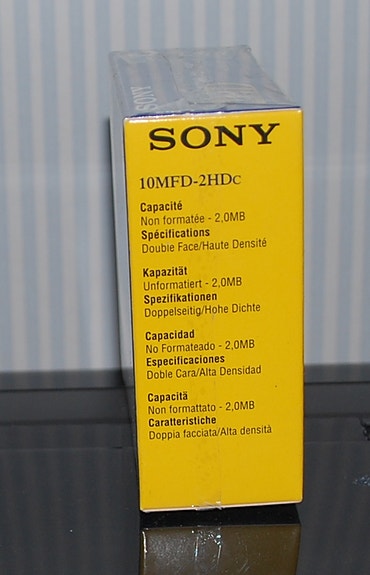 SONY
SONY
10MFD-2HDC
Capacité
Non formatée - 2,0MB
Spécifications
Double Face/Haute Densité
Kapazität
Unformatiert - 2,0MB
Spezifikationen
Doppelseitig/Hohe Dichte
Capacidad
No Formateado - 2,0MB
Especificaciones
Doble Cara/Alta Densidad
Capacità
Non formattato - 2,0MB
Caratteristiche
Doppia facciata/Alta densità